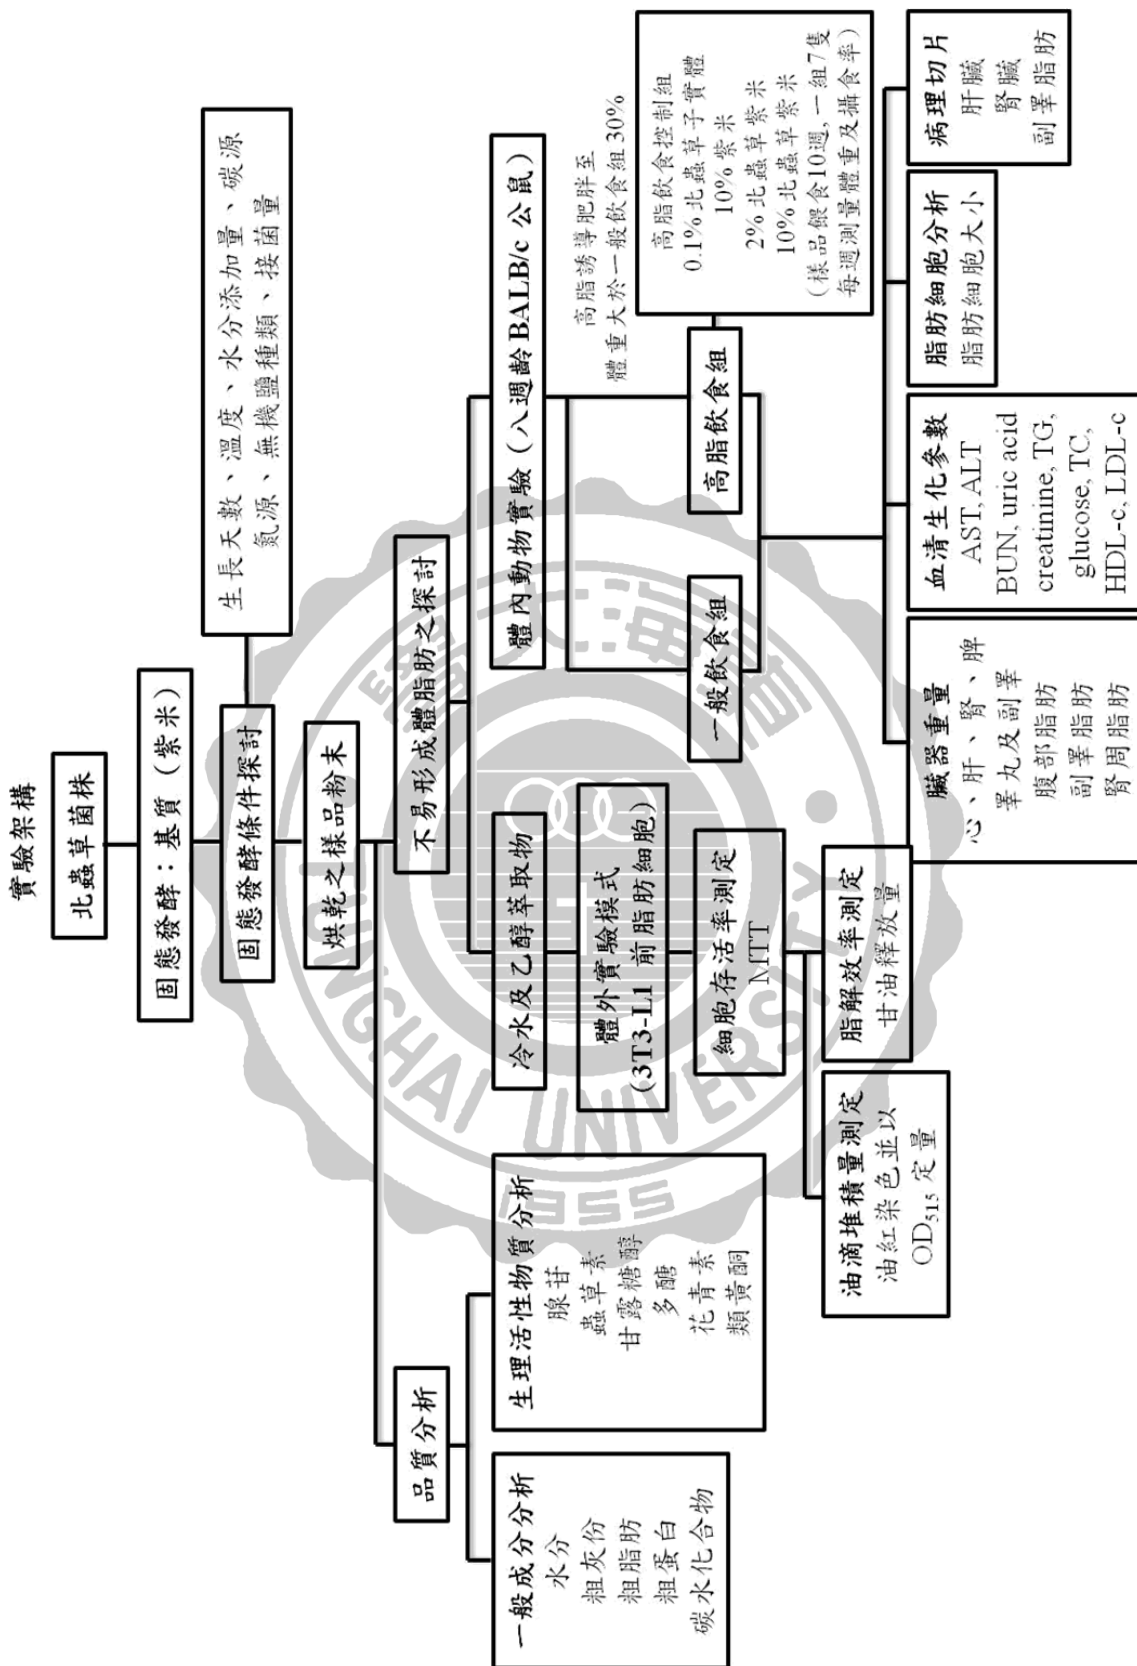 實驗架構
北蟲草菌株
固態發酵：基質（紫米）
固態發酵條件探討
生長天數、溫度、水分添加量、碳源
氮源、無機鹽種類、接菌量
烘乾之樣品粉末
品質分析
一般成分分析
水分
粗灰份
粗脂肪
粗蛋白
碳水化合物
生理活性物質分析
腺苷
蟲草素
甘露糖醇
多醣
花青素
類黃酮
不易形成體脂肪之探討
冷水及乙醇萃取物
體外實驗模式
(3T3-L1 前脂肪細胞)
細胞存活率測定
MTT
油滴堆積量測定
油紅染色並以
OD515 定量
脂解效率測定
甘油釋放量
體內動物實驗（八週齡BALB/c 公鼠）
一般飲食組
高脂誘導肥胖至
體重大於一般飲食組 30%
高脂飲食組
高脂飲食控制組
0.1% 北蟲草子實體
10% 紫米
2% 北蟲草紫米
10% 北蟲草紫米
(樣品餵食10週, 一組7隻
每週測量體重及攝食率)
臟器重量
心、肝、腎、脾
睪丸及副睪
腹部脂肪
副睪脂肪
腎周脂肪
血清生化參數
AST, ALT
BUN, uric acid
creatinine, TG,
glucose, TC,
HDL-c, LDL-c
脂肪細胞分析
脂肪細胞大小
病理切片
肝臟
腎臟
副睪脂肪
TUNGHAI UNIVERSITY
1955